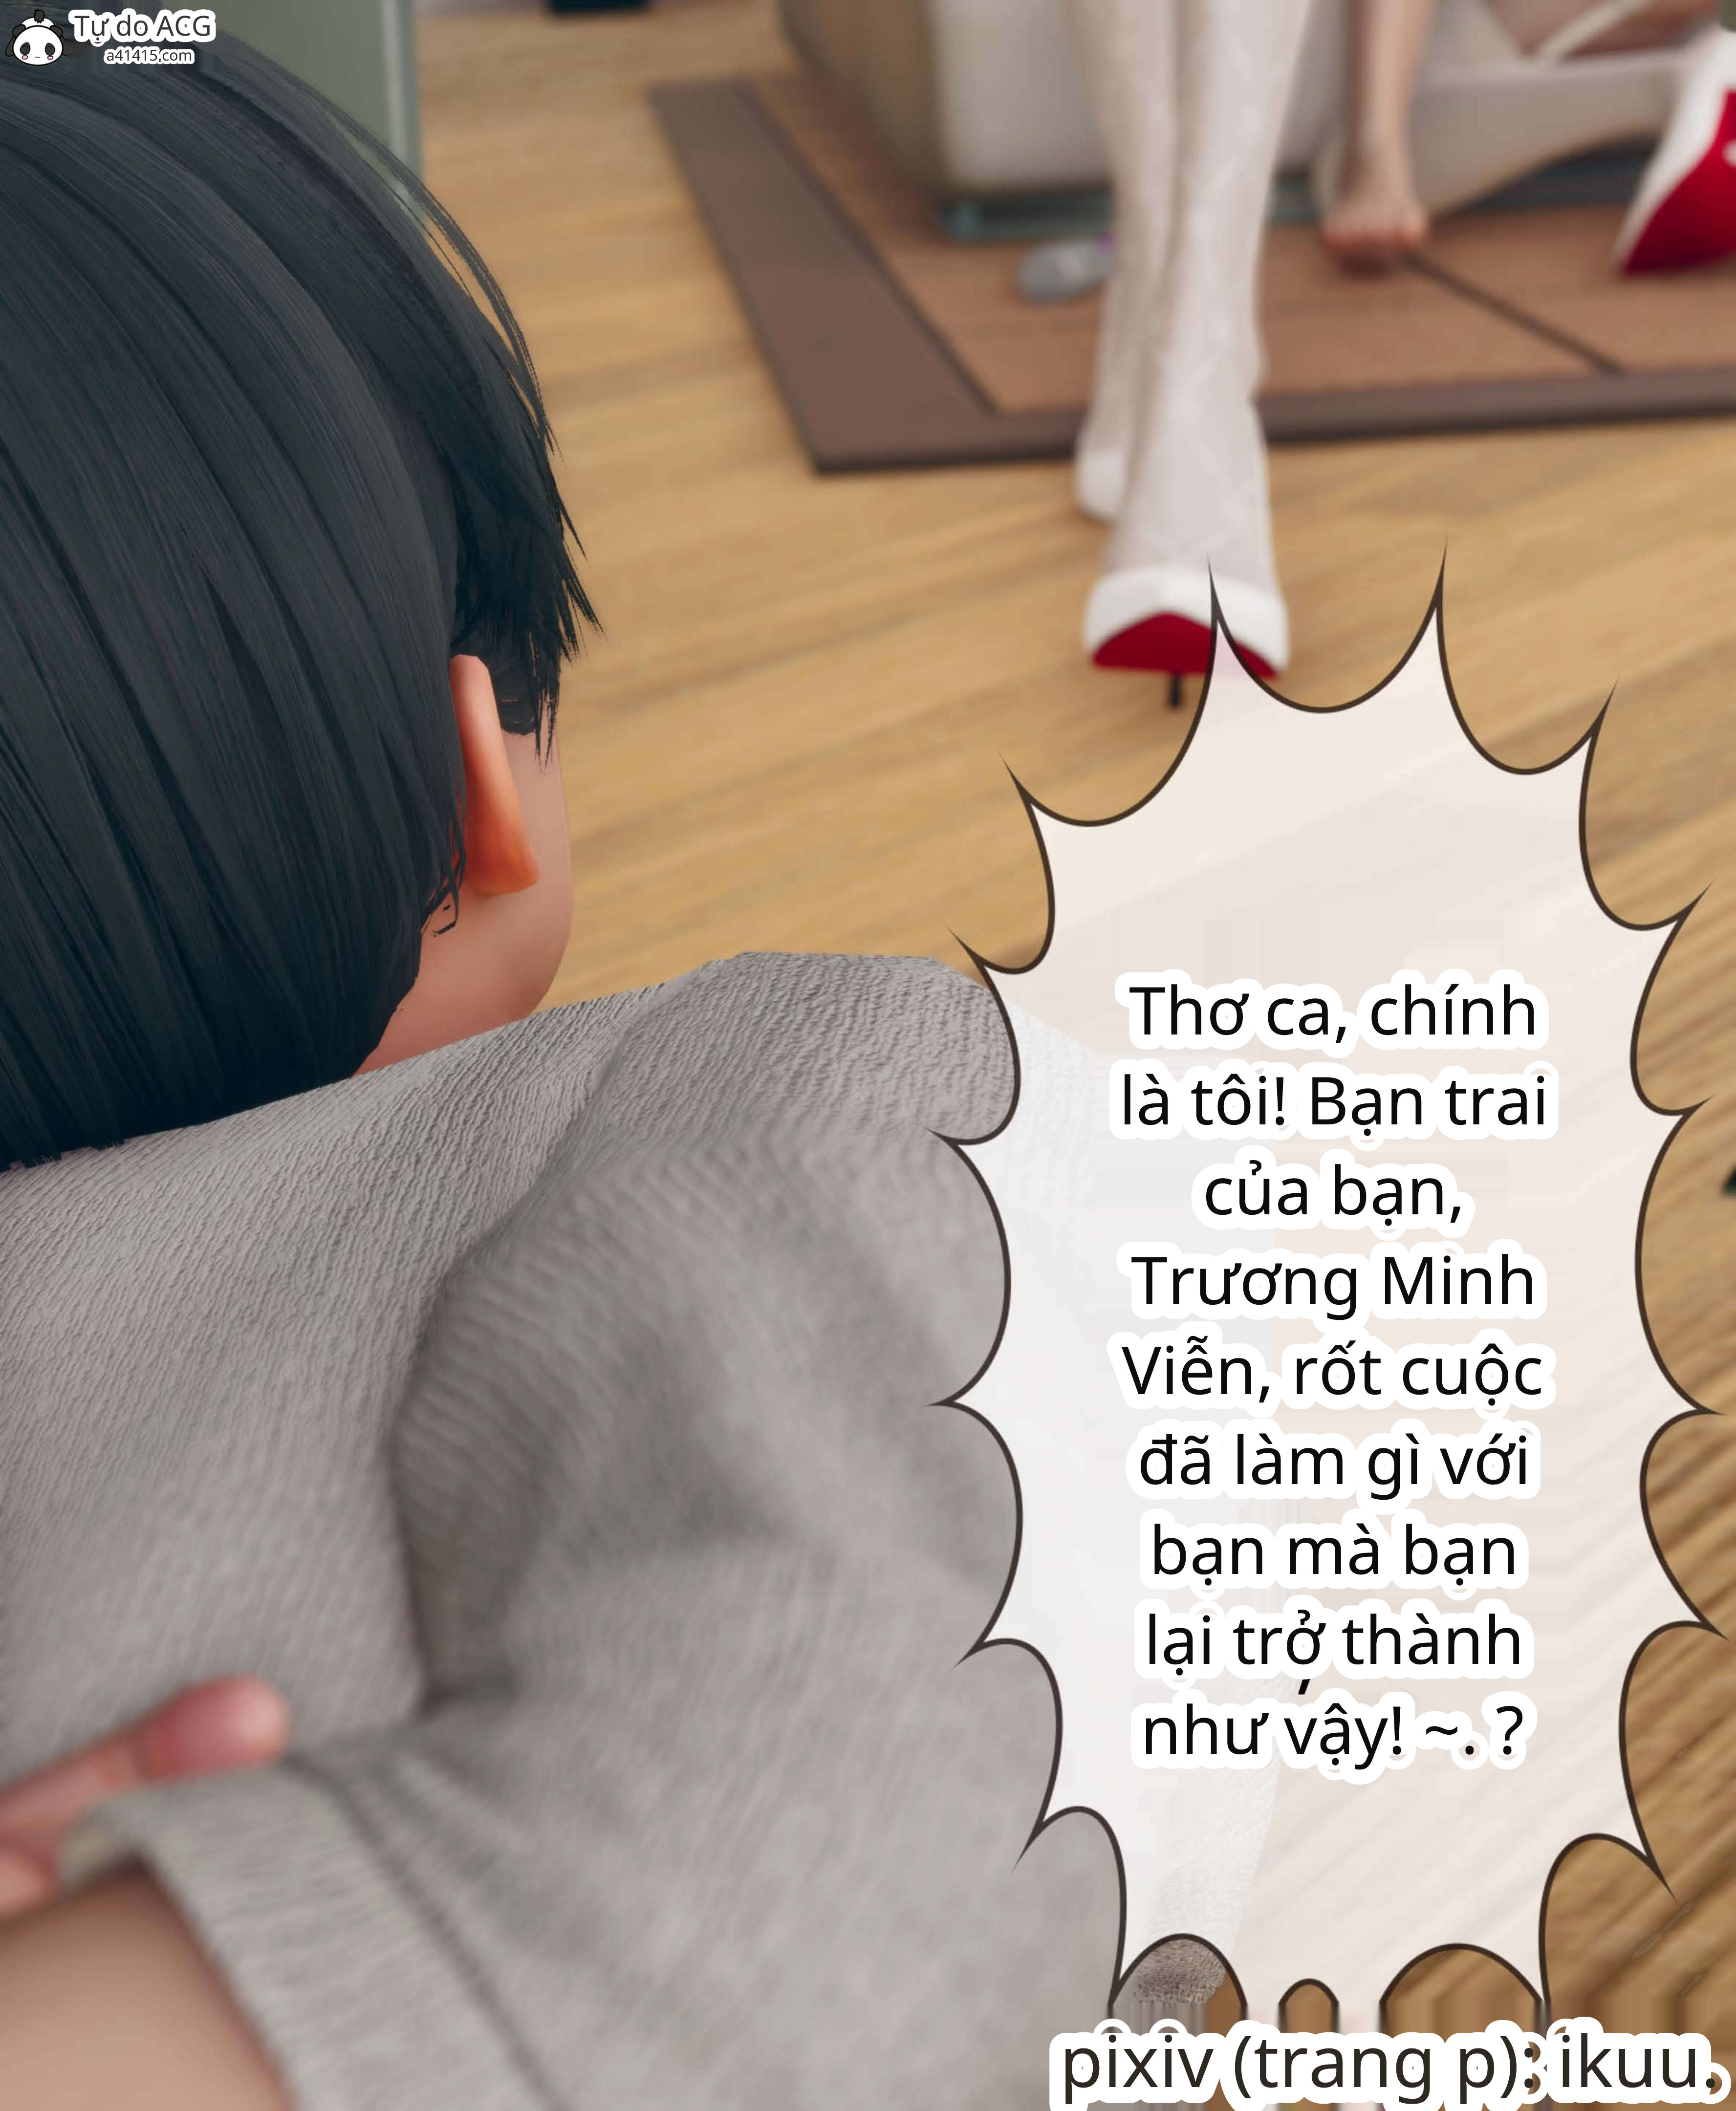 Tự do ACG
a41415.com
Thơ ca, chính
là tôi! Bạn trai
của bạn,
Trương Minh
Viễn, rốt cuộc
đã làm gì với
bạn mà bạn
lại trở thành
như vậy! ~. ?
pixiv (trang p): ikuu.